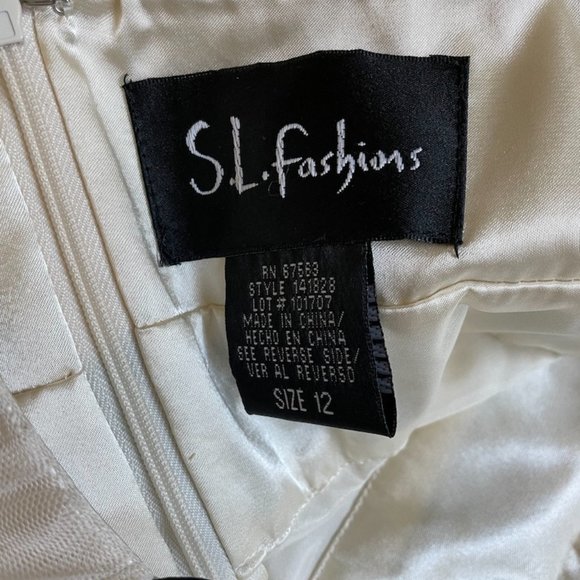 S.L. Fashions
RN 67563
STYLE 141828
LOT# 101707
MADE IN CHINA/
HECHO EN CHINA
SEE REVERSE SIDE/
VER AL REVERSO
SIZE 12